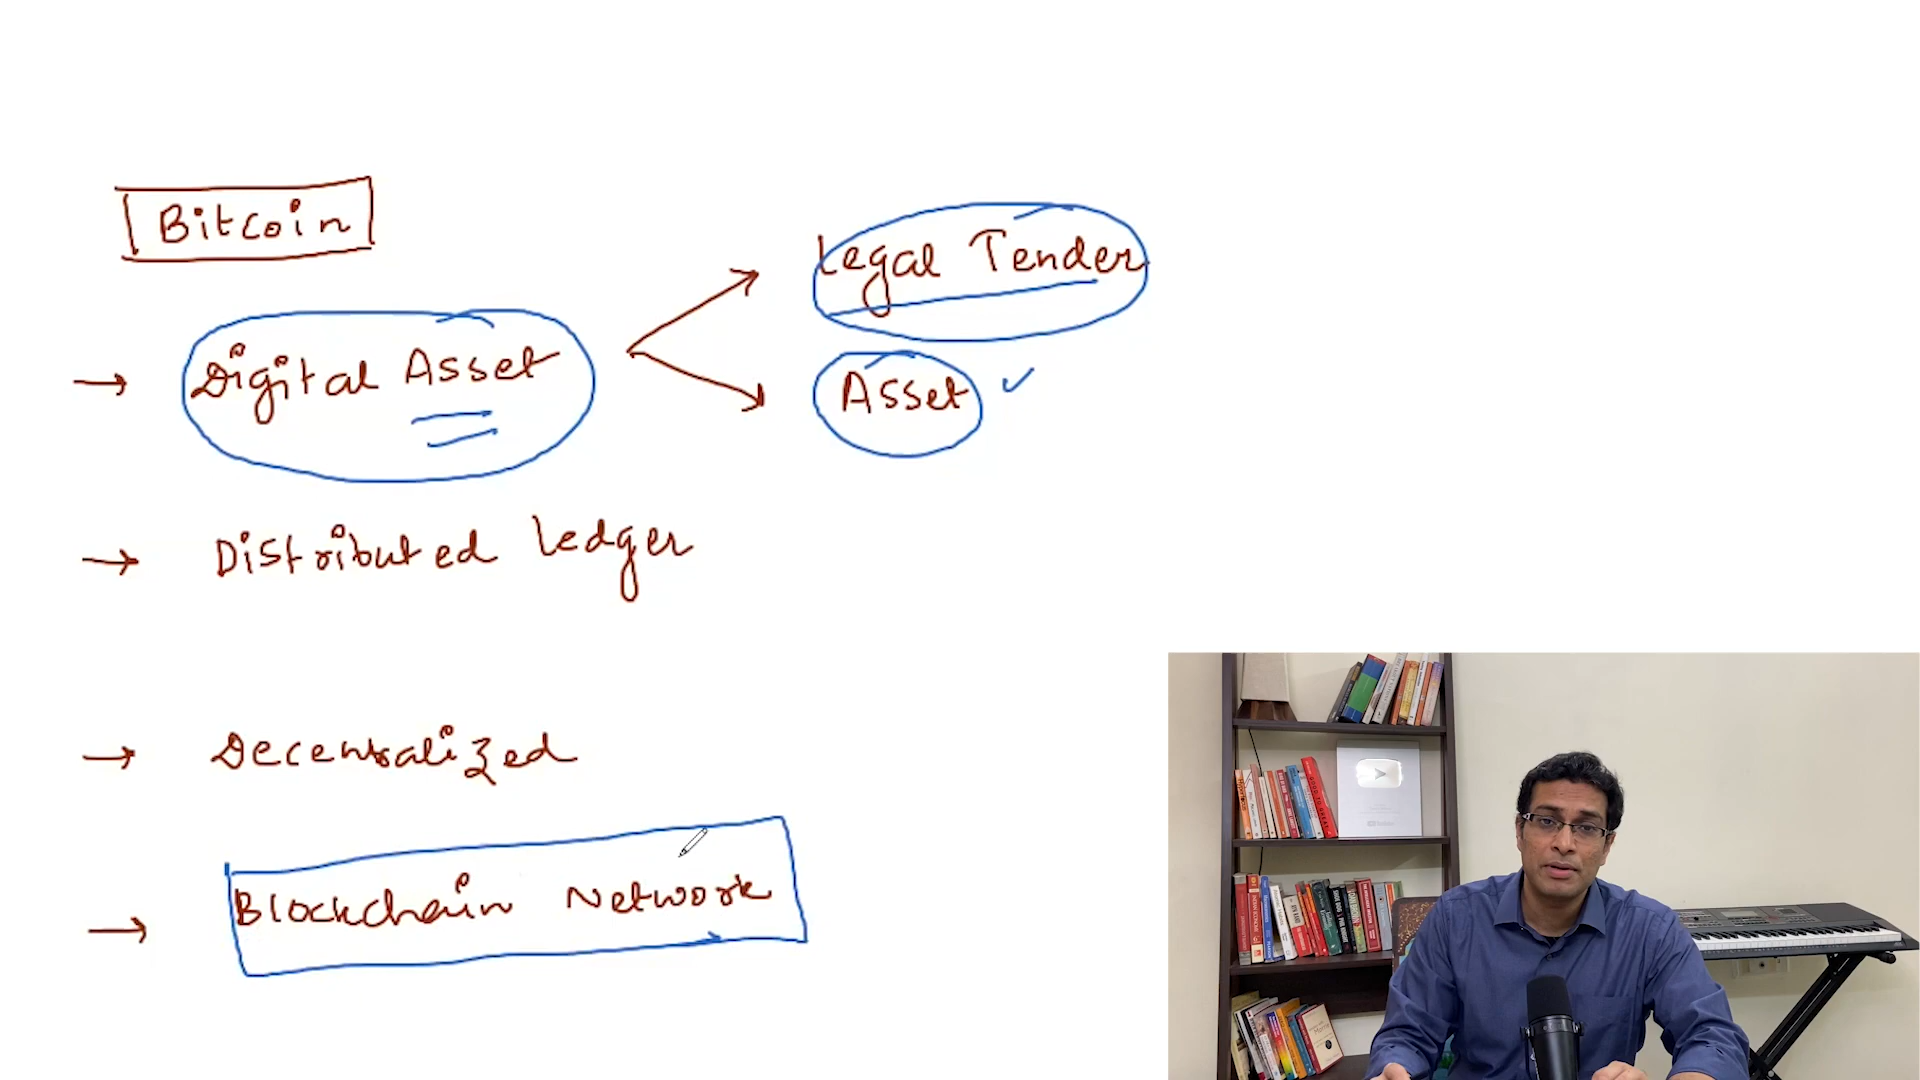 Bitcoin
Legal Tender
Digital Asset
Asset
Distributed Ledger
Decentralized
Blockchain Network